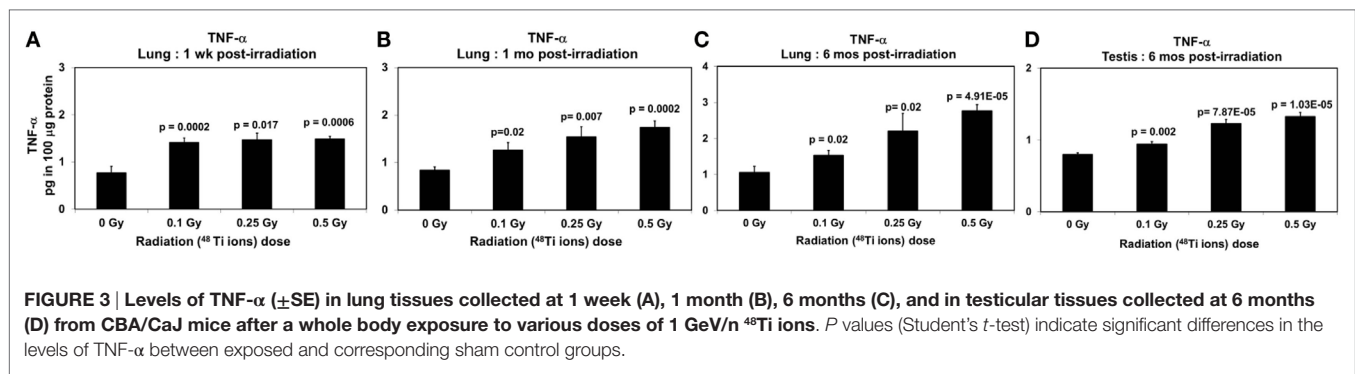 A
TNF-α
Lung : 1 wk post-irradiation
TNF-α
pg in 100 µg protein
3
2
1
0
p = 0.0002
p = 0.017
p = 0.0006
0 Gy 0.1 Gy 0.25 Gy 0.5 Gy
Radiation (⁴⁸Ti ions) dose
B
TNF-α
Lung : 1 mo post-irradiation
3
2
1
0
p=0.02
p = 0.007
p = 0.0002
0 Gy 0.1 Gy 0.25 Gy 0.5 Gy
Radiation (⁴⁸Ti ions) dose
C
TNF-α
Lung : 6 mos post-irradiation
4
3
2
1
0
p = 0.02
p = 0.02
p = 4.91E-05
0 Gy 0.1 Gy 0.25 Gy 0.5 Gy
Radiation (⁴⁸Ti ions) dose
D
TNF-α
Testis : 6 mos post-irradiation
3
2
1
0
p = 0.002
p = 7.87E-05
p = 1.03E-05
0 Gy 0.1 Gy 0.25 Gy 0.5 Gy
Radiation (⁴⁸Ti ions) dose
FIGURE 3 | Levels of TNF-α (±SE) in lung tissues collected at 1 week (A), 1 month (B), 6 months (C), and in testicular tissues collected at 6 months
(D) from CBA/CaJ mice after a whole body exposure to various doses of 1 GeV/n ⁴⁸Ti ions. P values (Student's t-test) indicate significant differences in the
levels of TNF-α between exposed and corresponding sham control groups.